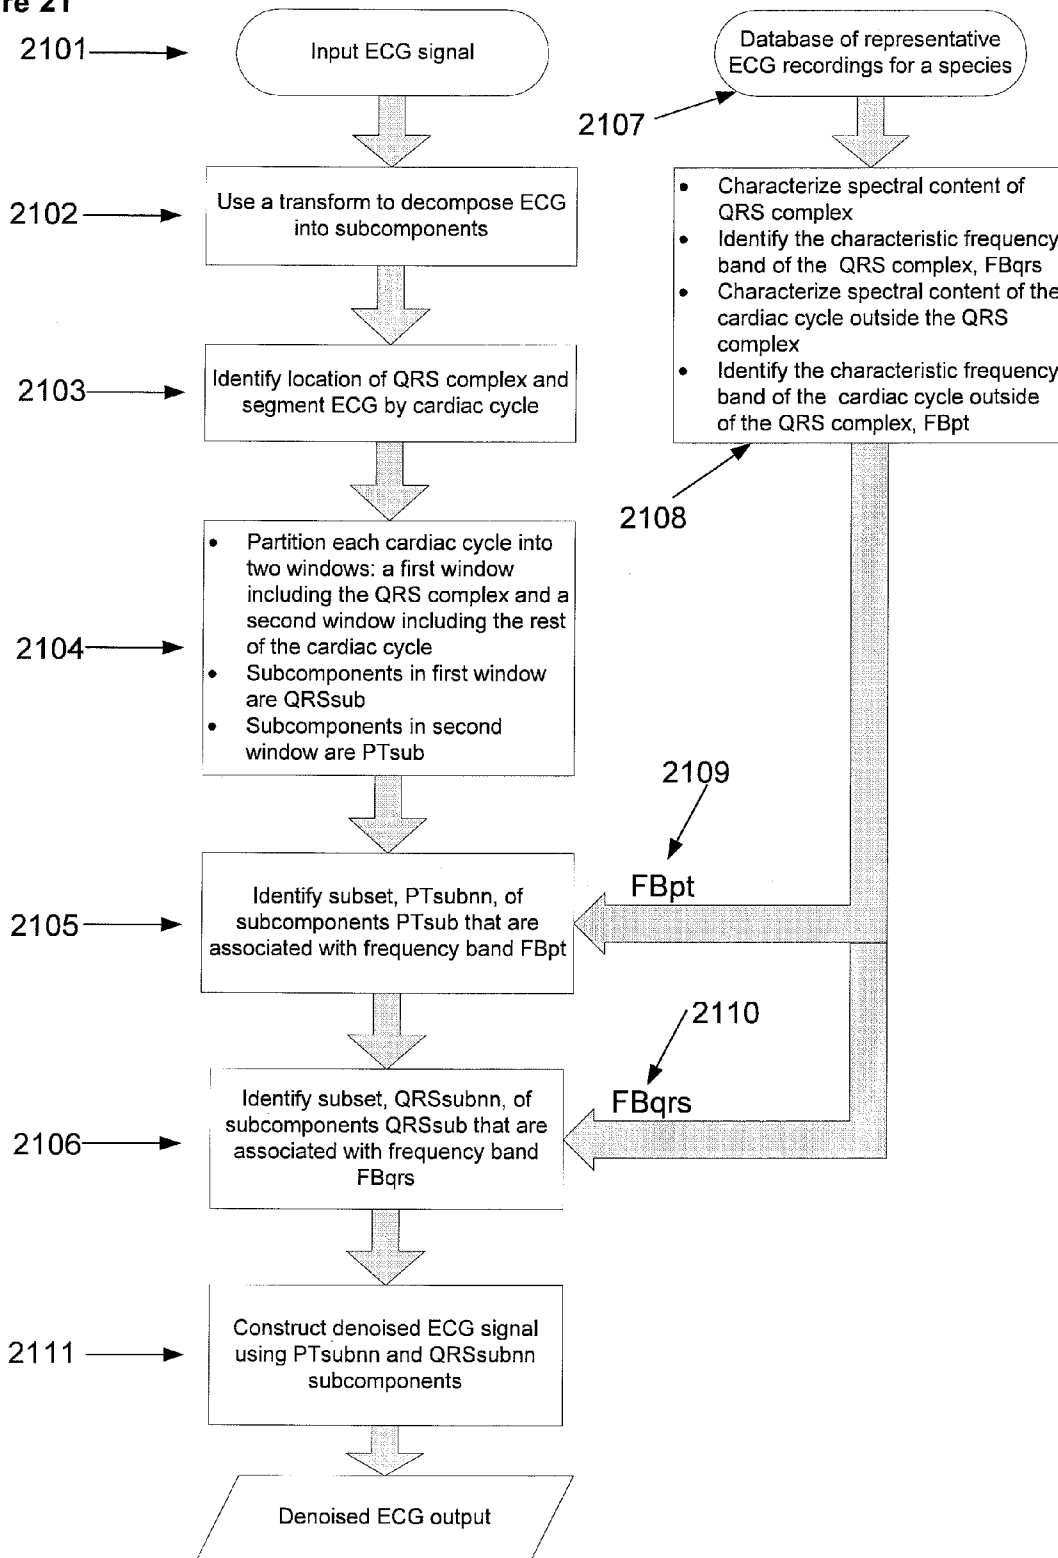 re 21
2101
Input ECG signal
Database of representative
ECG recordings for a species
2107
2102
Use a transform to decompose ECG
into subcomponents
• Characterize spectral content of
QRS complex
• Identify the characteristic frequency
band of the QRS complex, FBqrs
• Characterize spectral content of the
cardiac cycle outside the QRS
complex
• Identify the characteristic frequency
band of the cardiac cycle outside
of the QRS complex, FBpt
2103
Identify location of QRS complex and
segment ECG by cardiac cycle
2108
2104
• Partition each cardiac cycle into
two windows: a first window
including the QRS complex and a
second window including the rest
of the cardiac cycle
• Subcomponents in first window
are QRSsub
• Subcomponents in second
window are PTsub
2109
FBpt
2105
Identify subset, PTsubnn, of
subcomponents PTsub that are
associated with frequency band FBpt
2110
FBqrs
2106
Identify subset, QRSsubnn, of
subcomponents QRSsub that are
associated with frequency band
FBqrs
2111
Construct denoised ECG signal
using PTsubnn and QRSsubnn
subcomponents
Denoised ECG output